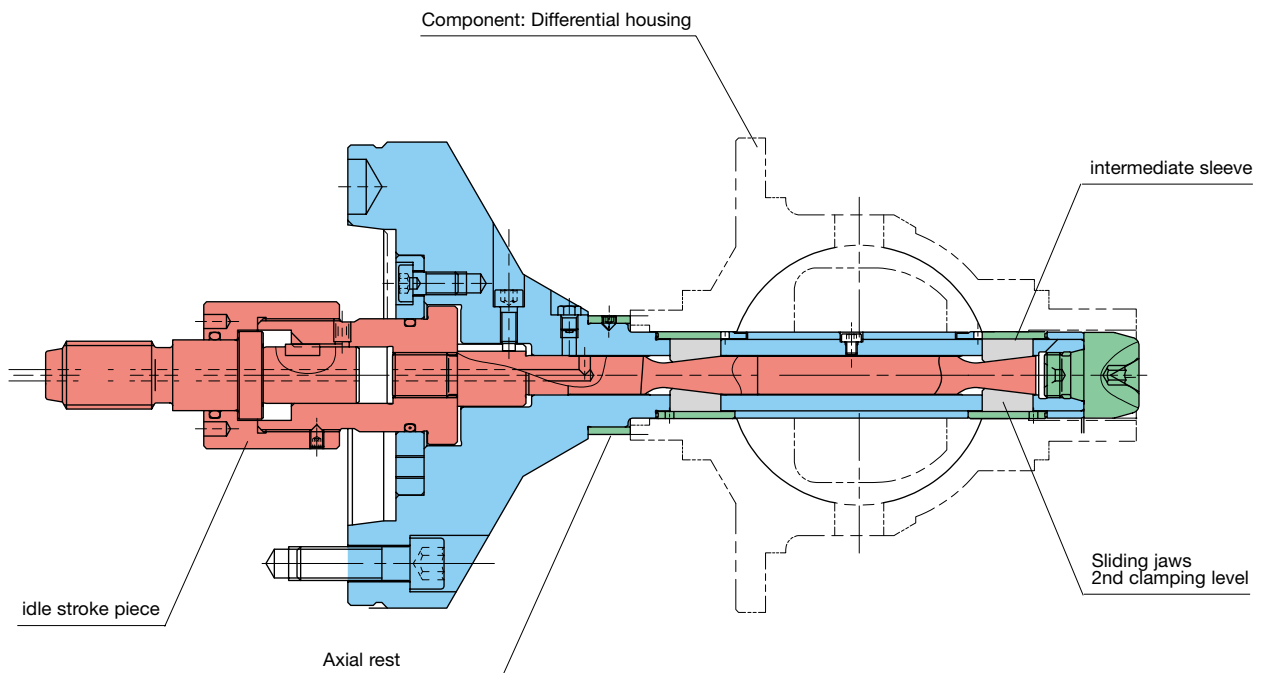 Component: Differential housing
intermediate sleeve
Sliding jaws
2nd clamping level
idle stroke piece
Axial rest